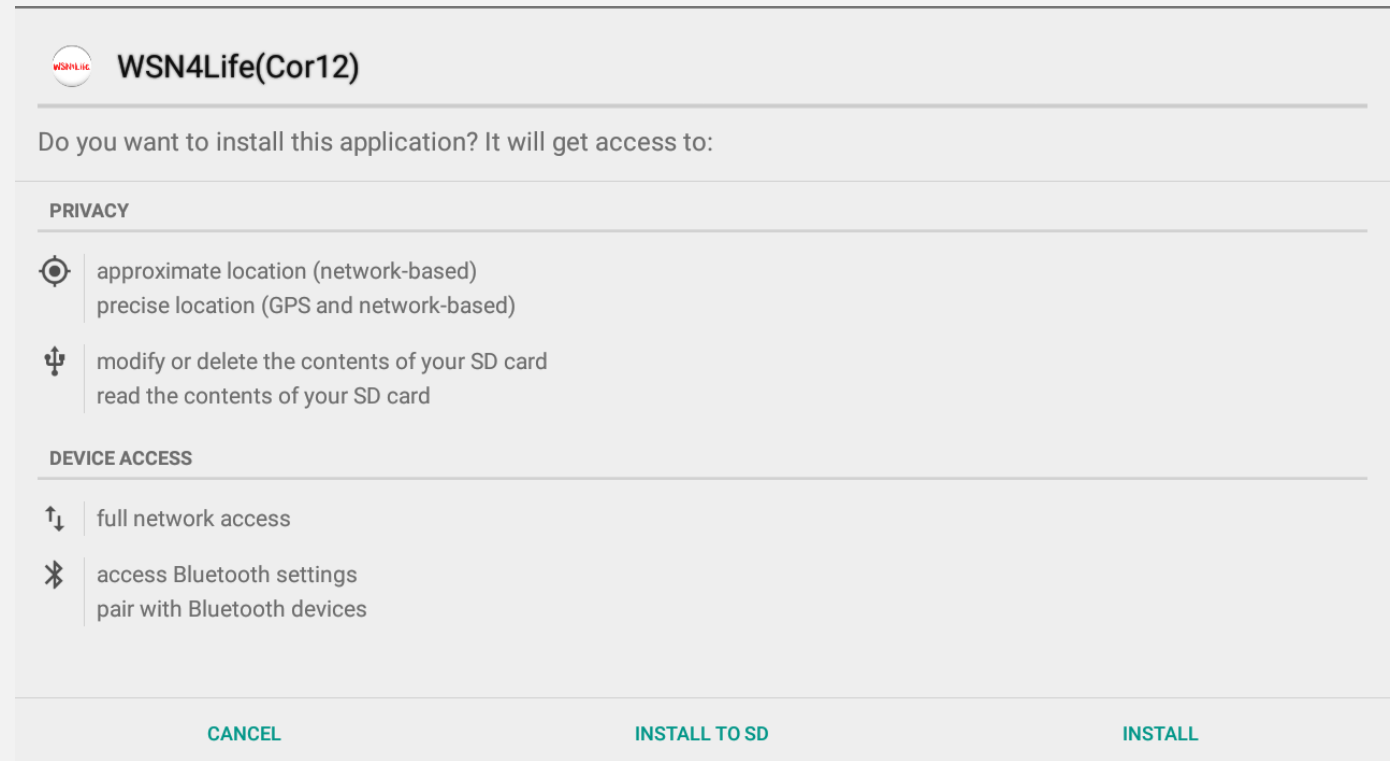 WSN4Life
WSN4Life(Cor12)
Do you want to install this application? It will get access to:
PRIVACY
approximate location (network-based)
precise location (GPS and network-based)
modify or delete the contents of your SD card
read the contents of your SD card
DEVICE ACCESS
full network access
access Bluetooth settings
pair with Bluetooth devices
CANCEL
INSTALL TO SD
INSTALL